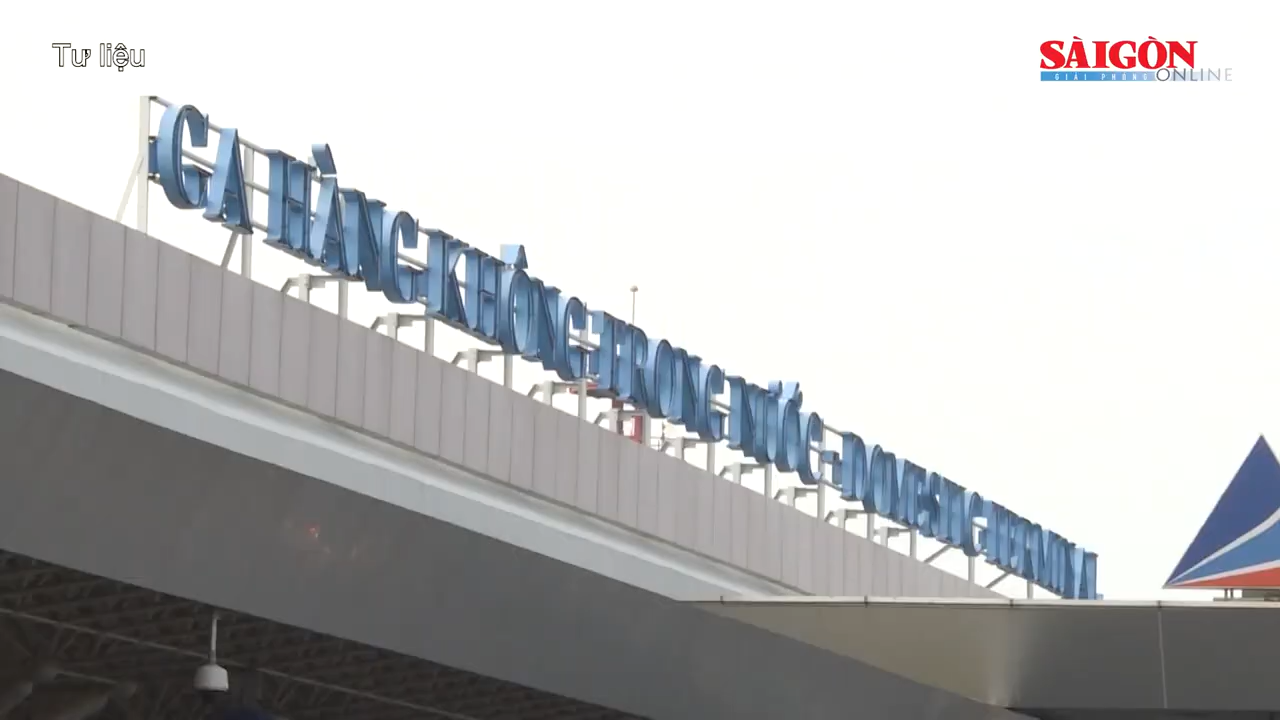 Tư liệu
SÀIGÒN
GIẢI PHÓNG ONLINE
GA HÀNG KHÔNG TRONG NƯỚC - DOMESTIC TERMINAL